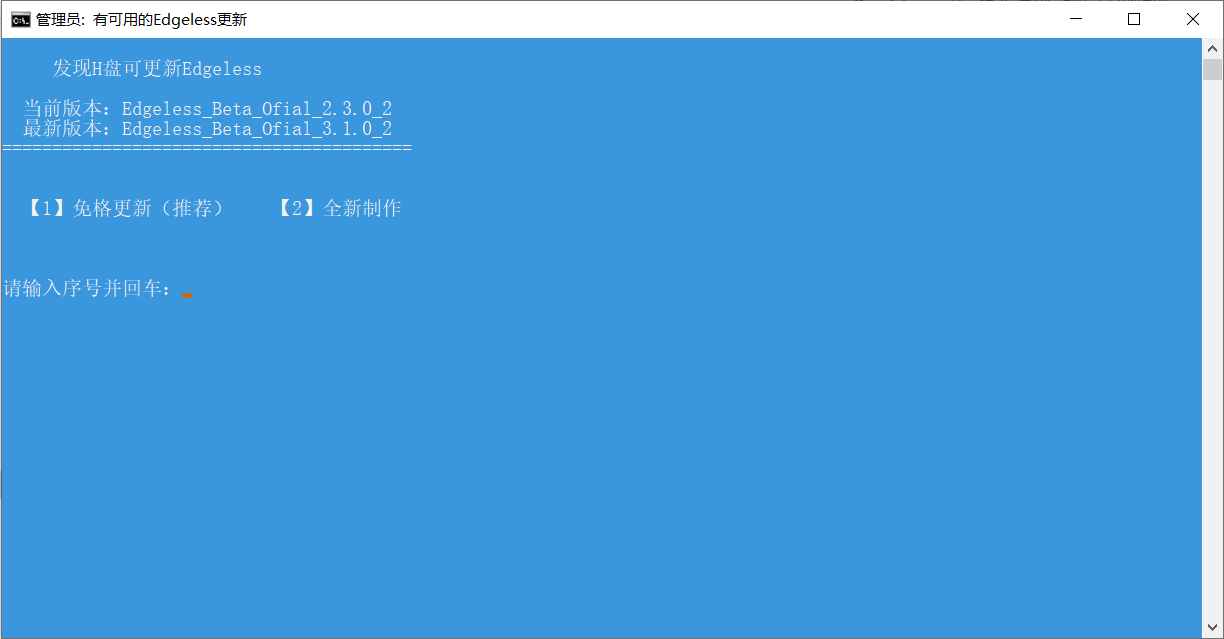 管理员: 有可用的Edgeless更新
发现H盘可更新Edgeless
当前版本：Edgeless_Beta_Ofial_2.3.0_2
最新版本：Edgeless_Beta_Ofial_3.1.0_2
=========================================
【1】免格更新（推荐） 【2】全新制作
请输入序号并回车：